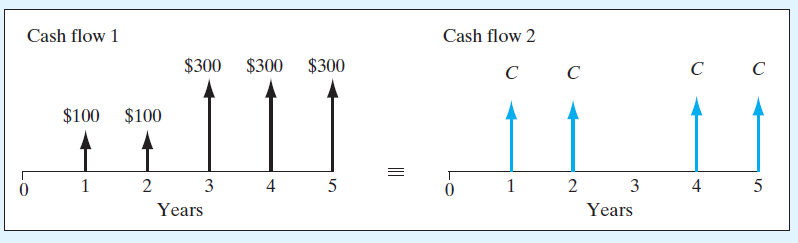 Cash flow 1
$300 $300 $300
$100 $100
0 1 2 3 4 5
Years
≡
Cash flow 2
C C C C
0 1 2 3 4 5
Years